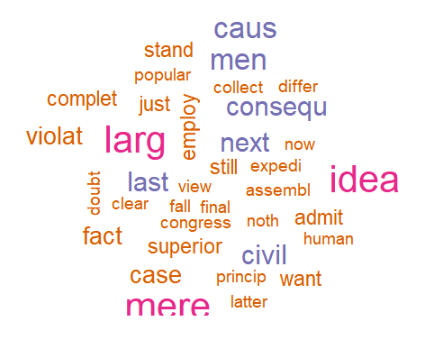 caus
stand
men
popular
collect differ
complet just employ consequ
violat larg next now
still expedi idea
doubt last view assembl
clear fall final
congress noth admit
fact superior human
civil
case princip want
mere latter